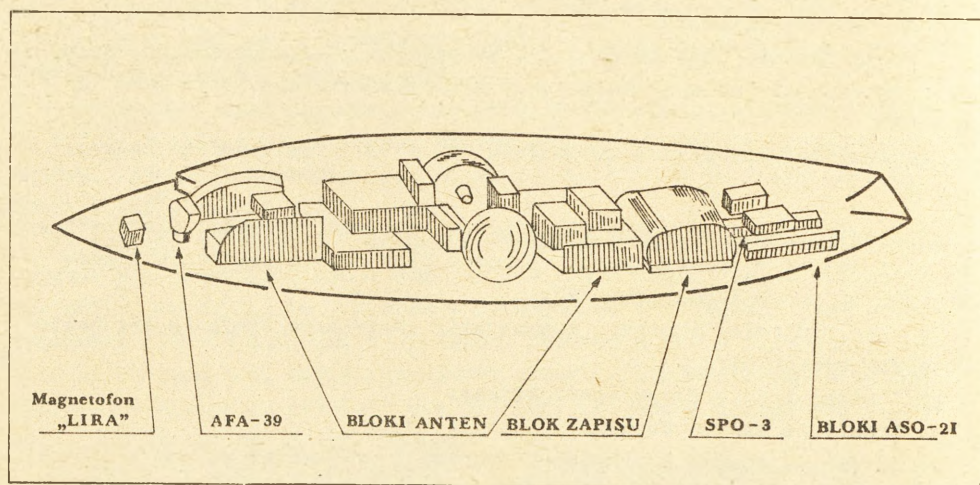 Magnetofon
„LIRA”
AFA-39
BLOKI ANTEN
BLOK ZAPISU
SPO-3
BLOKI ASO-2I